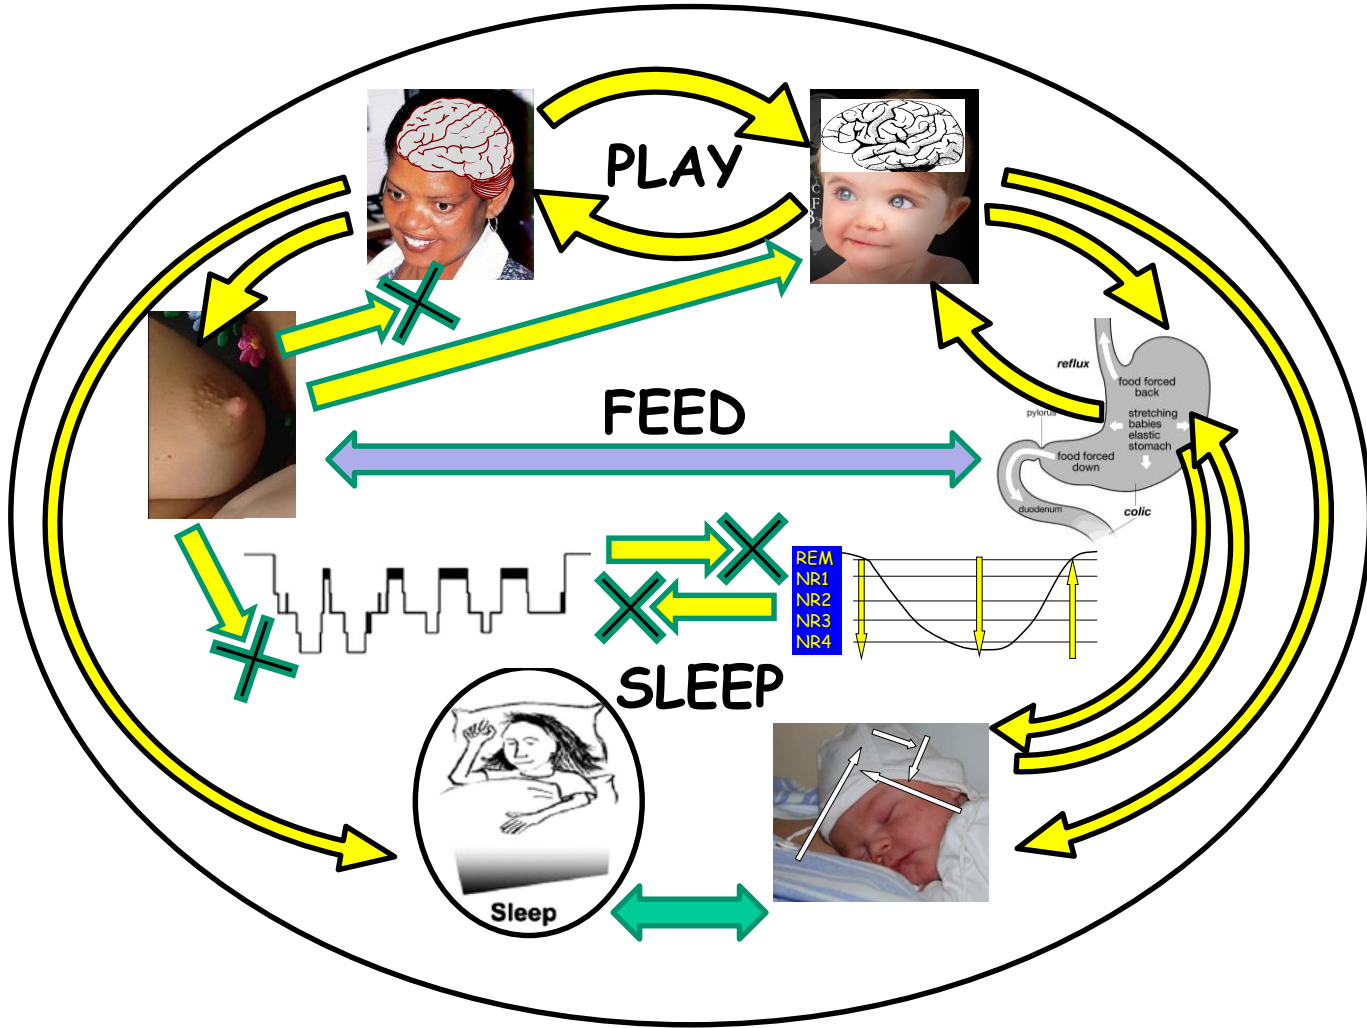 PLAY
C
F
B
reflux
food forced
back
pylorus
stretching
babies
elastic
stomach
food forced
down
duodenum
colic
FEED
REM
NR1
NR2
NR3
NR4
SLEEP
Sleep